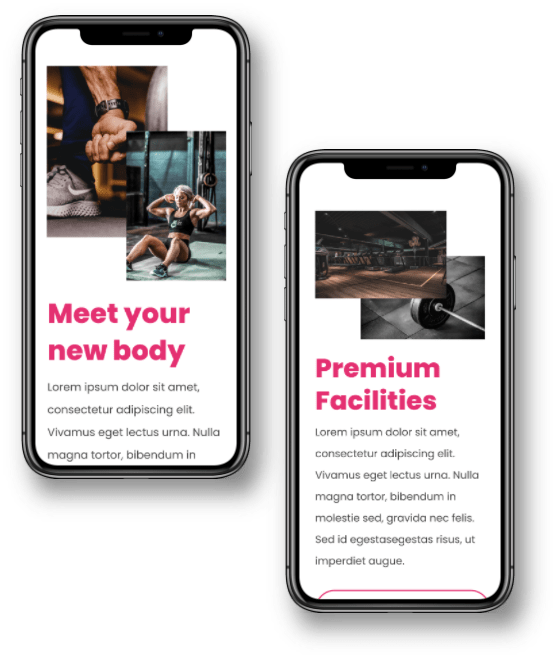 Meet your
new body
Lorem ipsum dolor sit amet,
consectetur adipiscing elit.
Vivamus eget lectus urna. Nulla
magna tortor, bibendum in
Premium
Facilities
Lorem ipsum dolor sit amet,
consectetur adipiscing elit.
Vivamus eget lectus urna. Nulla
magna tortor, bibendum in
molestie sed, gravida nec felis.
Sed id egestasegestas risus, ut
imperdiet augue.